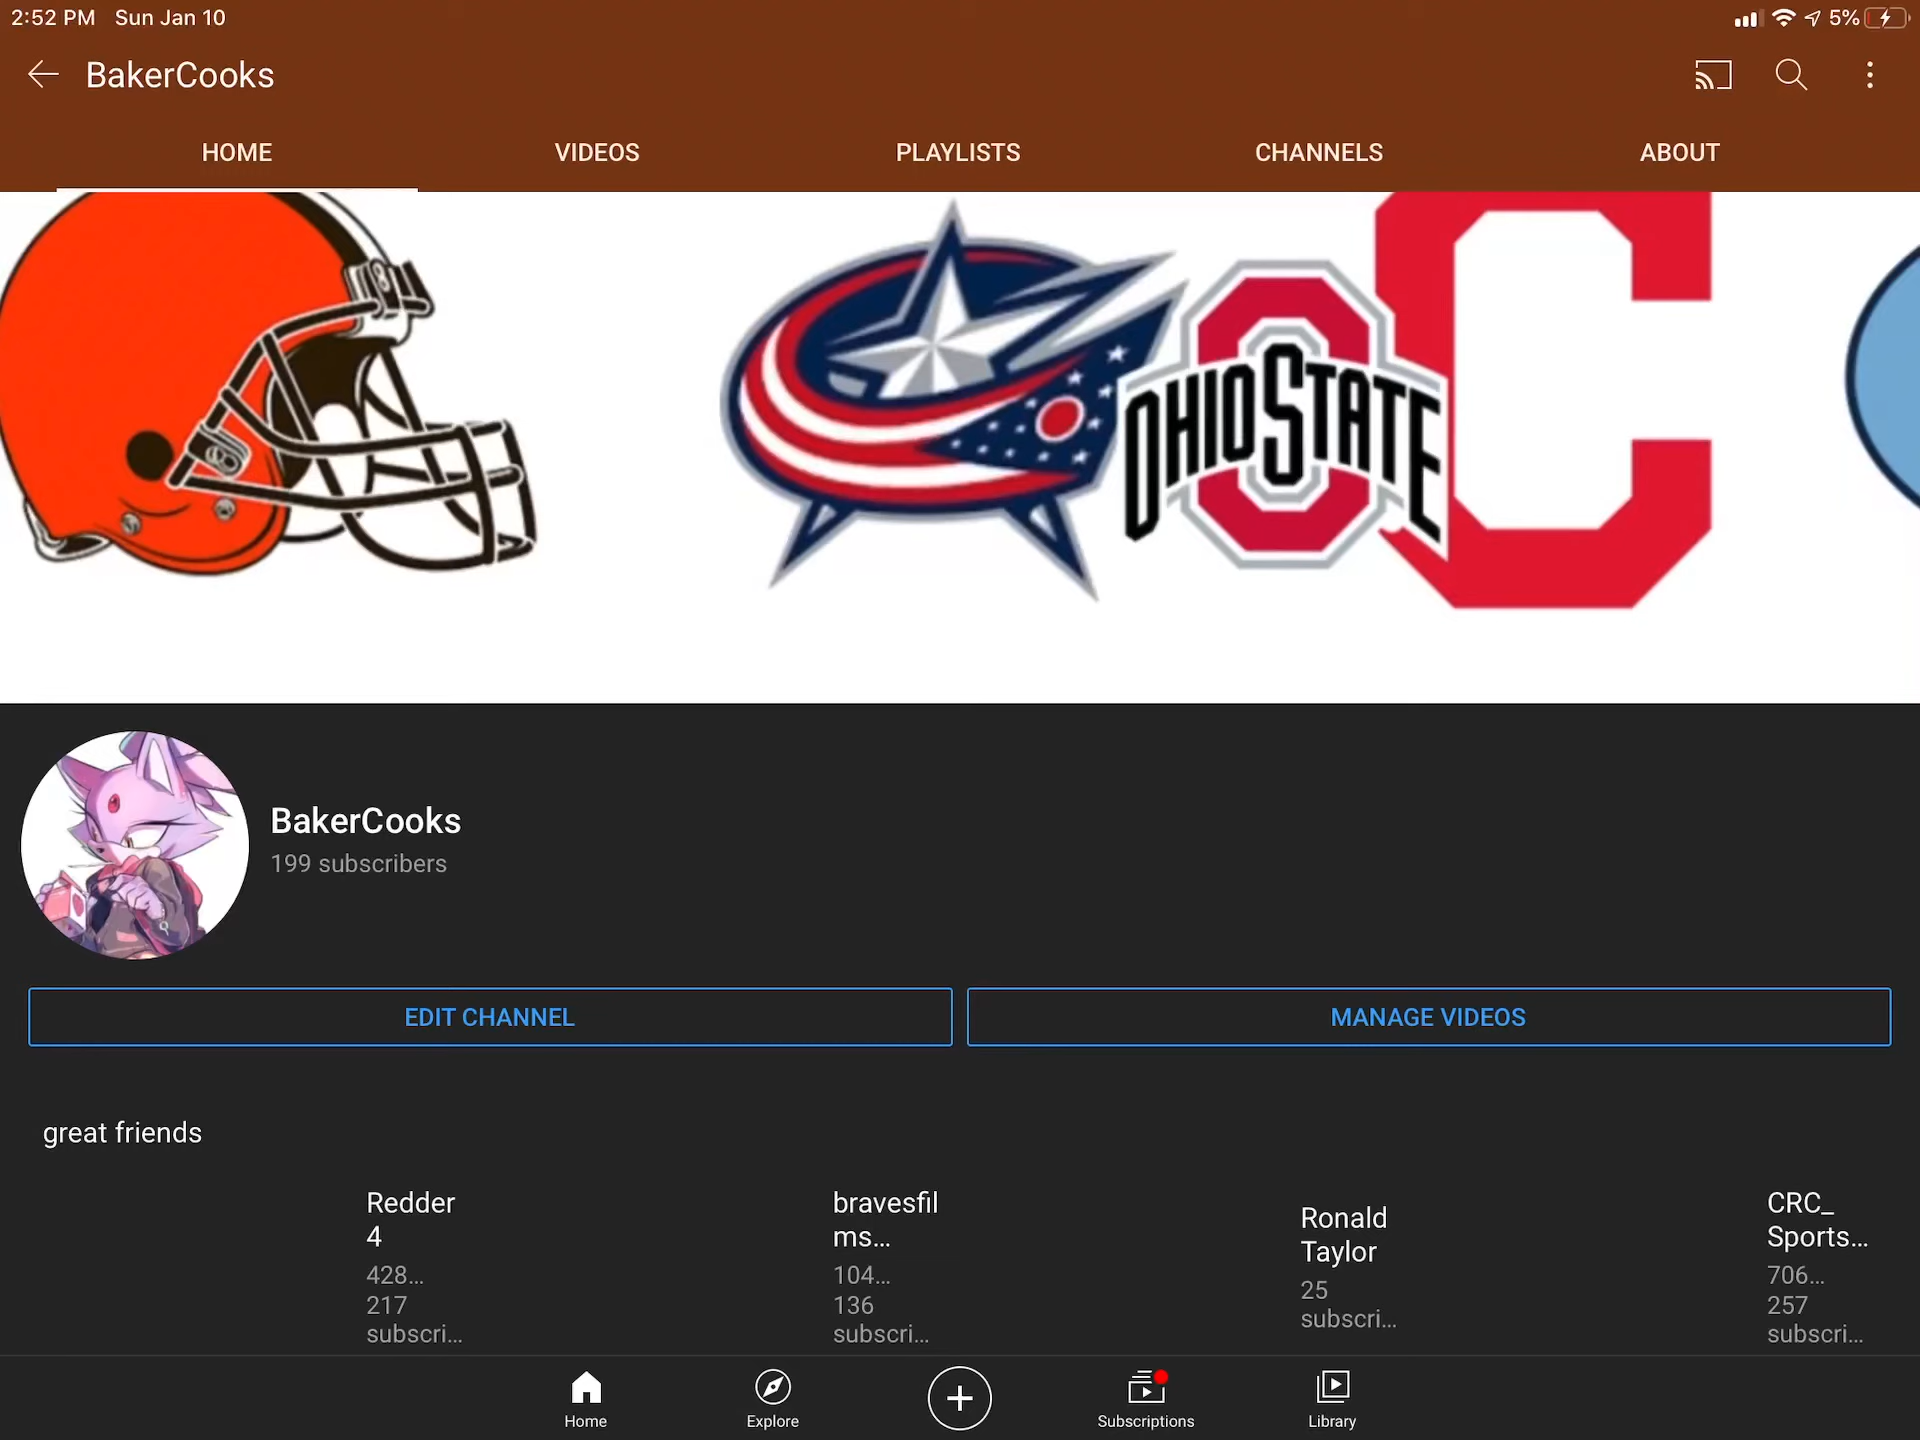 2:52 PM Sun Jan 10
5%
BakerCooks
HOME VIDEOS PLAYLISTS CHANNELS ABOUT
OHIO STATE
BakerCooks
199 subscribers
EDIT CHANNEL MANAGE VIDEOS
great friends
Redder
4
428...
217
subscri...
bravesfil
ms...
104...
136
subscri...
Ronald
Taylor
25
subscri...
CRC_
Sports...
706...
257
subscri...
Home Explore Subscriptions Library